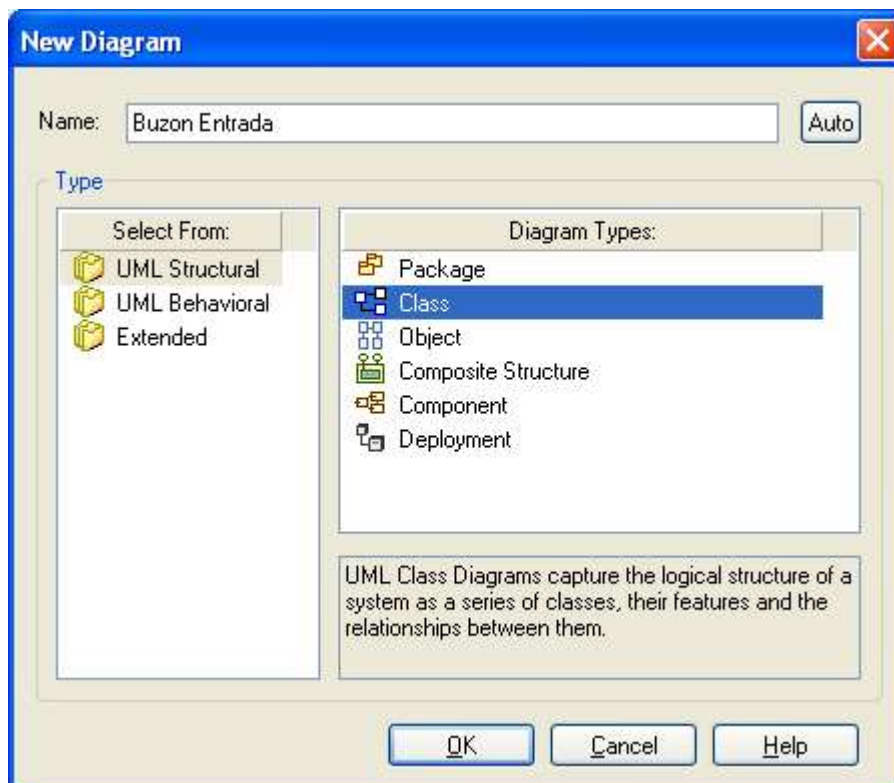 New Diagram
Name:
Buzon Entrada
Auto
Type
Select From:
UML Structural
UML Behavioral
Extended
Diagram Types:
Package
Class
Object
Composite Structure
Component
Deployment
UML Class Diagrams capture the logical structure of a
system as a series of classes, their features and the
relationships between them.
OK
Cancel
Help